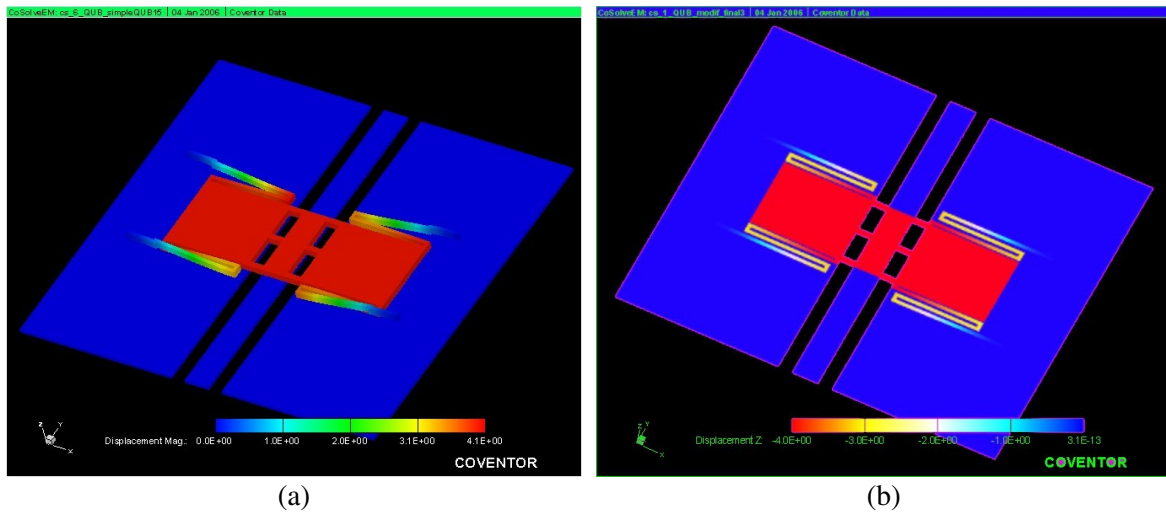 CoSolveEM: cs_6_QUB_simpleQUB15 04 Jan 2006 Coventor Data
Z Y
X
Displacement Mag.: 0.0E+00 1.0E+00 2.0E+00 3.1E+00 4.1E+00
COVENTOR
(a)
CoSolveEM: cs_1_QUB_modif_final3 04 Jan 2006 Coventor Data
Z Y
X
Displacement Z: -4.0E+00 -3.0E+00 -2.0E+00 -1.0E+00 3.1E-13
COVENTOR
(b)